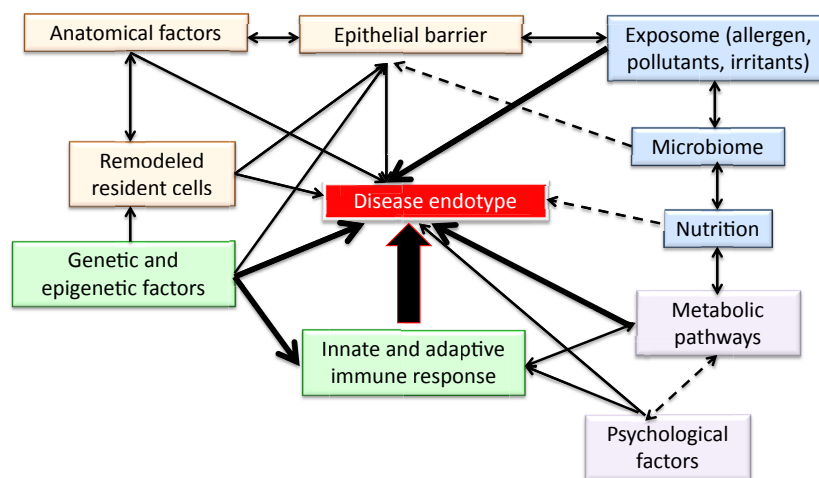 Anatomical factors
Epithelial barrier
Exposome (allergen,
pollutants, irritants)
Microbiome
Remodeled
resident cells
Disease endotype
Nutrition
Genetic and
epigenetic factors
Metabolic
pathways
Innate and adaptive
immune response
Psychological
factors